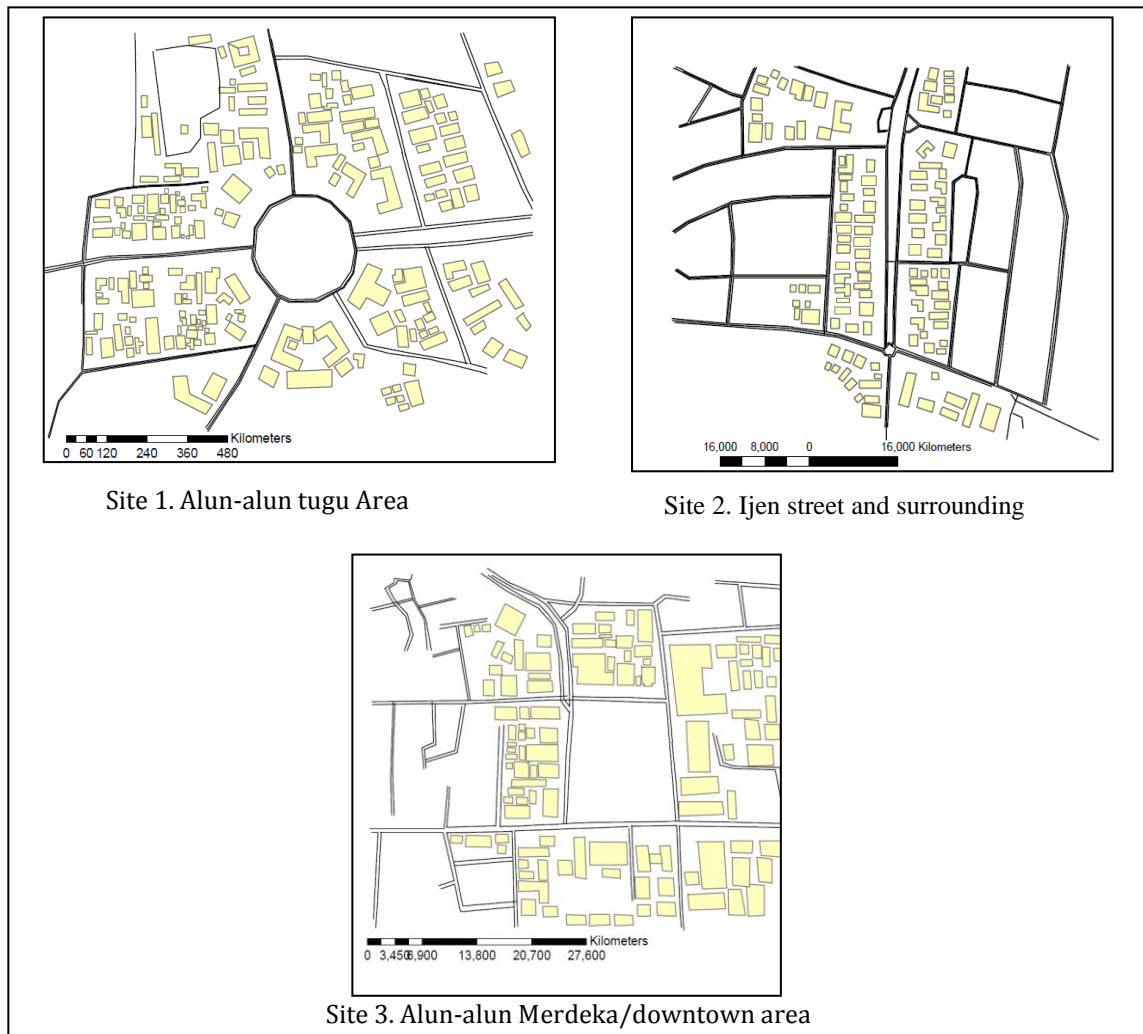 Kilometers
0 60 120 240 360 480
16,000 8,000 0 16,000 Kilometers
Site 1. Alun-alun tugu Area
Site 2. Ijen street and surrounding
Kilometers
0 3,450 6,900 13,800 20,700 27,600
Site 3. Alun-alun Merdeka/downtown area